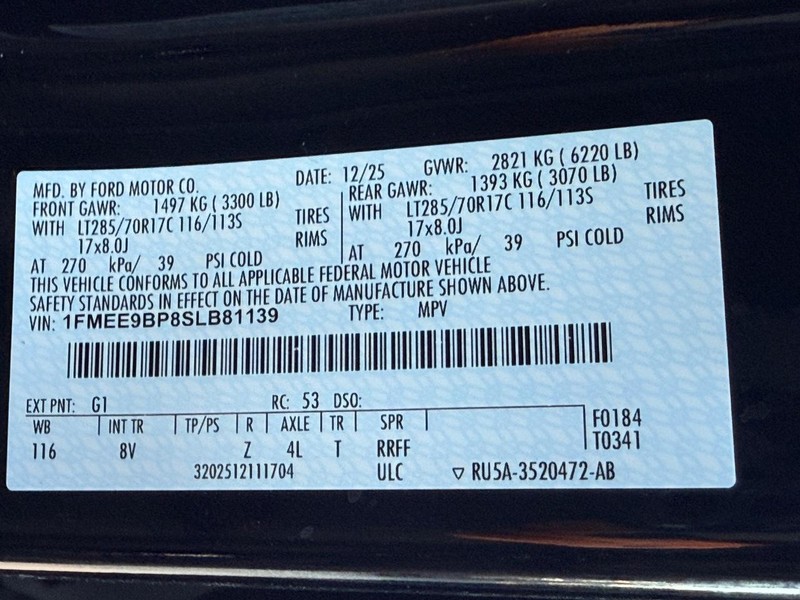 MFD. BY FORD MOTOR CO. DATE: 12/25 GVWR: 2821 KG ( 6220 LB)
FRONT GAWR: 1497 KG ( 3300 LB) REAR GAWR: 1393 KG ( 3070 LB)
WITH LT285/70R17C 116/113S TIRES WITH LT285/70R17C 116/113S TIRES
17x8.0J RIMS 17x8.0J RIMS
AT 270 kPa/ 39 PSI COLD AT 270 kPa/ 39 PSI COLD
THIS VEHICLE CONFORMS TO ALL APPLICABLE FEDERAL MOTOR VEHICLE
SAFETY STANDARDS IN EFFECT ON THE DATE OF MANUFACTURE SHOWN ABOVE.
VIN: 1FMEE9BP8SLB81139 TYPE: MPV
EXT PNT: G1 RC: 53 DSO:
WB INT TR TP/PS R AXLE TR SPR F0184
116 8V Z 4L T RRFF T0341
3202512111704 ULC ▽ RU5A-3520472-AB